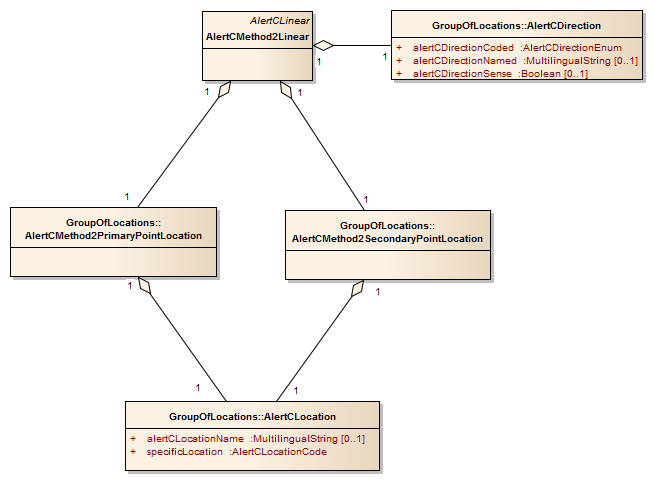 AlertCLinear
AlertCMethod2Linear
1
1
1
1
GroupOfLocations::AlertCDirection
+ alertCDirectionCoded :AlertCDirectionEnum
+ alertCDirectionNamed :MultilingualString [0..1]
+ alertCDirectionSense :Boolean [0..1]
1
1
GroupOfLocations::
AlertCMethod2PrimaryPointLocation
GroupOfLocations::
AlertCMethod2SecondaryPointLocation
1
1
1
1
GroupOfLocations::AlertCLocation
+ alertCLocationName :MultilingualString [0..1]
+ specificLocation :AlertCLocationCode